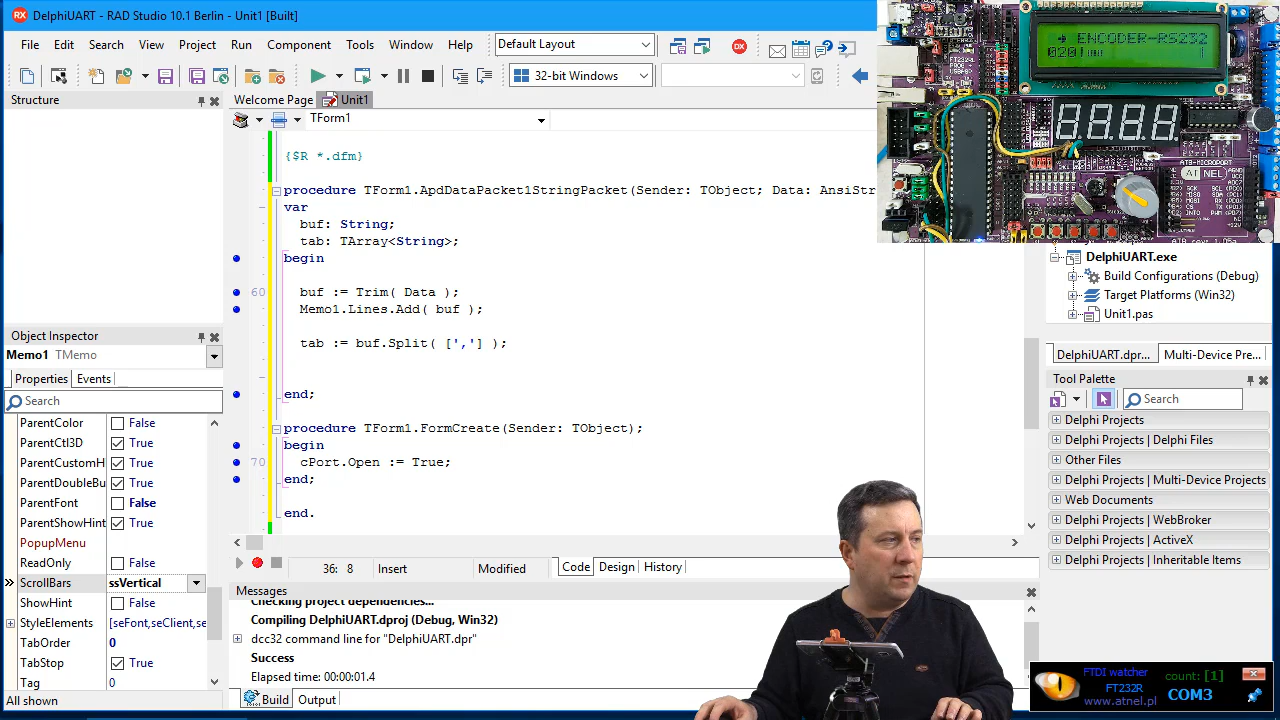 DelphiUART - RAD Studio 10.1 Berlin - Unit1 [Built]
File Edit Search View Project Run Component Tools Window Help
Default Layout
32-bit Windows
Structure
Welcome Page Unit1
TForm1
{$R *.dfm}
procedure TForm1.ApdDataPacket1StringPacket(Sender: TObject; Data: AnsiStr
var
buf: String;
tab: TArray<String>;
begin
60 buf := Trim( Data );
Memo1.Lines.Add( buf );
tab := buf.Split( [','] );
end;
procedure TForm1.FormCreate(Sender: TObject);
begin
70 cPort.Open := True;
end;
end.
36: 8 Insert Modified Code Design History
Messages
Checking project dependencies...
Compiling DelphiUART.dproj (Debug, Win32)
dcc32 command line for "DelphiUART.dpr"
Success
Elapsed time: 00:00:01.4
Build Output
Object Inspector
Memo1 TMemo
Properties Events
Search
ParentColor False
ParentCtl3D True
ParentCustomH True
ParentDoubleBu True
ParentFont False
ParentShowHint True
PopupMenu
ReadOnly False
ScrollBars ssVertical
ShowHint False
StyleElements [seFont,seClient,se
TabOrder 0
TabStop True
Tag 0
All shown
ENCODER-RS232
0201
ATB-MICROPORT
ATNEL
DelphiUART.exe
Build Configurations (Debug)
Target Platforms (Win32)
Unit1.pas
DelphiUART.dpr... Multi-Device Pre...
Tool Palette
Search
Delphi Projects
Delphi Projects | Delphi Files
Other Files
Delphi Projects | Multi-Device Projects
Web Documents
Delphi Projects | WebBroker
Delphi Projects | ActiveX
Delphi Projects | Inheritable Items
FTDI watcher count: [1]
FT232R
COM3
www.atnel.pl